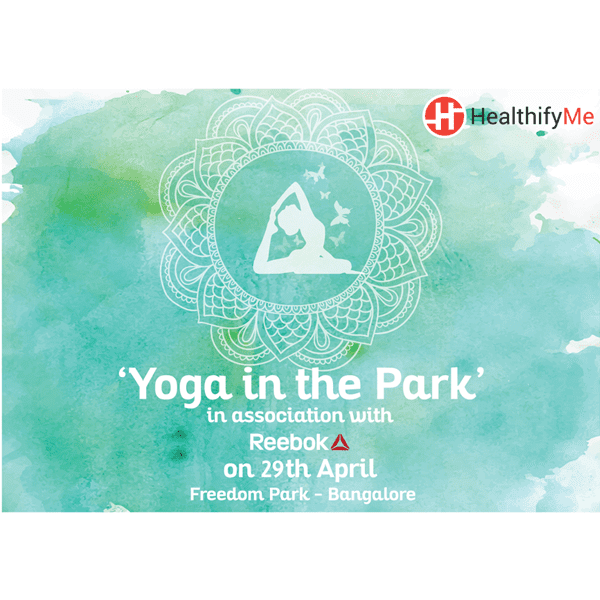 HealthifyMe
‘Yoga in the Park’
in association with
Reebok
on 29th April
Freedom Park - Bangalore